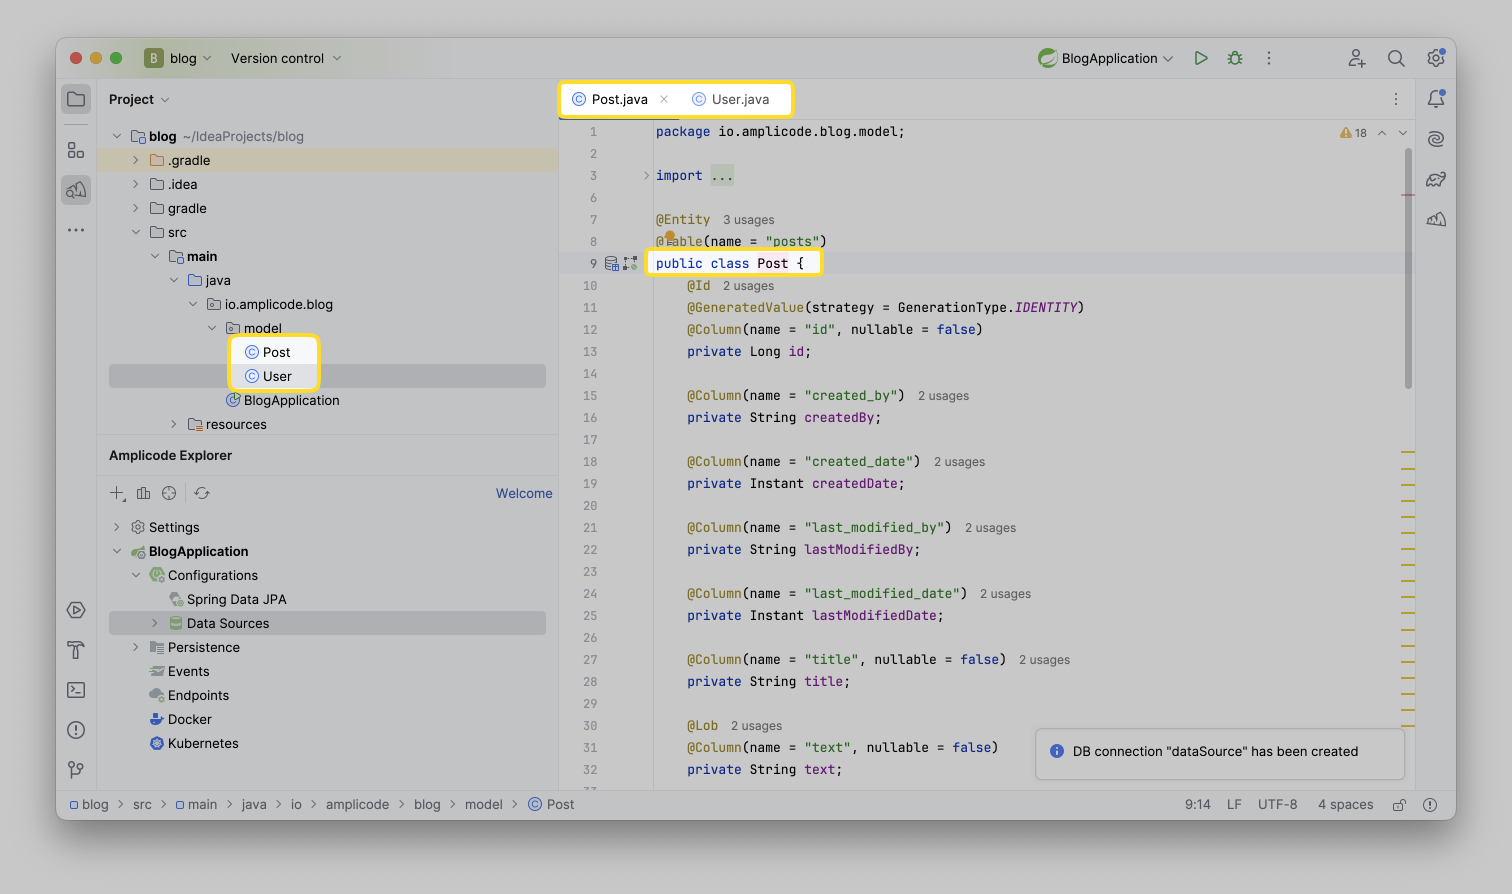 B blog Version control BlogApplication
Project
blog ~/IdeaProjects/blog
.gradle
.idea
gradle
src
main
java
io.amplicode.blog
model
Post
User
BlogApplication
resources
Amplicode Explorer
Welcome
Settings
BlogApplication
Configurations
Spring Data JPA
Data Sources
Persistence
Events
Endpoints
Docker
Kubernetes
Post.java User.java
18
1 package io.amplicode.blog.model;
2
3 import ...
6
7 @Entity 3 usages
8 @Table(name = "posts")
9 public class Post {
10 @Id 2 usages
11 @GeneratedValue(strategy = GenerationType.IDENTITY)
12 @Column(name = "id", nullable = false)
13 private Long id;
14
15 @Column(name = "created_by") 2 usages
16 private String createdBy;
17
18 @Column(name = "created_date") 2 usages
19 private Instant createdDate;
20
21 @Column(name = "last_modified_by") 2 usages
22 private String lastModifiedBy;
23
24 @Column(name = "last_modified_date") 2 usages
25 private Instant lastModifiedDate;
26
27 @Column(name = "title", nullable = false) 2 usages
28 private String title;
29
30 @Lob 2 usages
31 @Column(name = "text", nullable = false)
32 private String text;
DB connection "dataSource" has been created
blog > src > main > java > io > amplicode > blog > model > Post
9:14 LF UTF-8 4 spaces